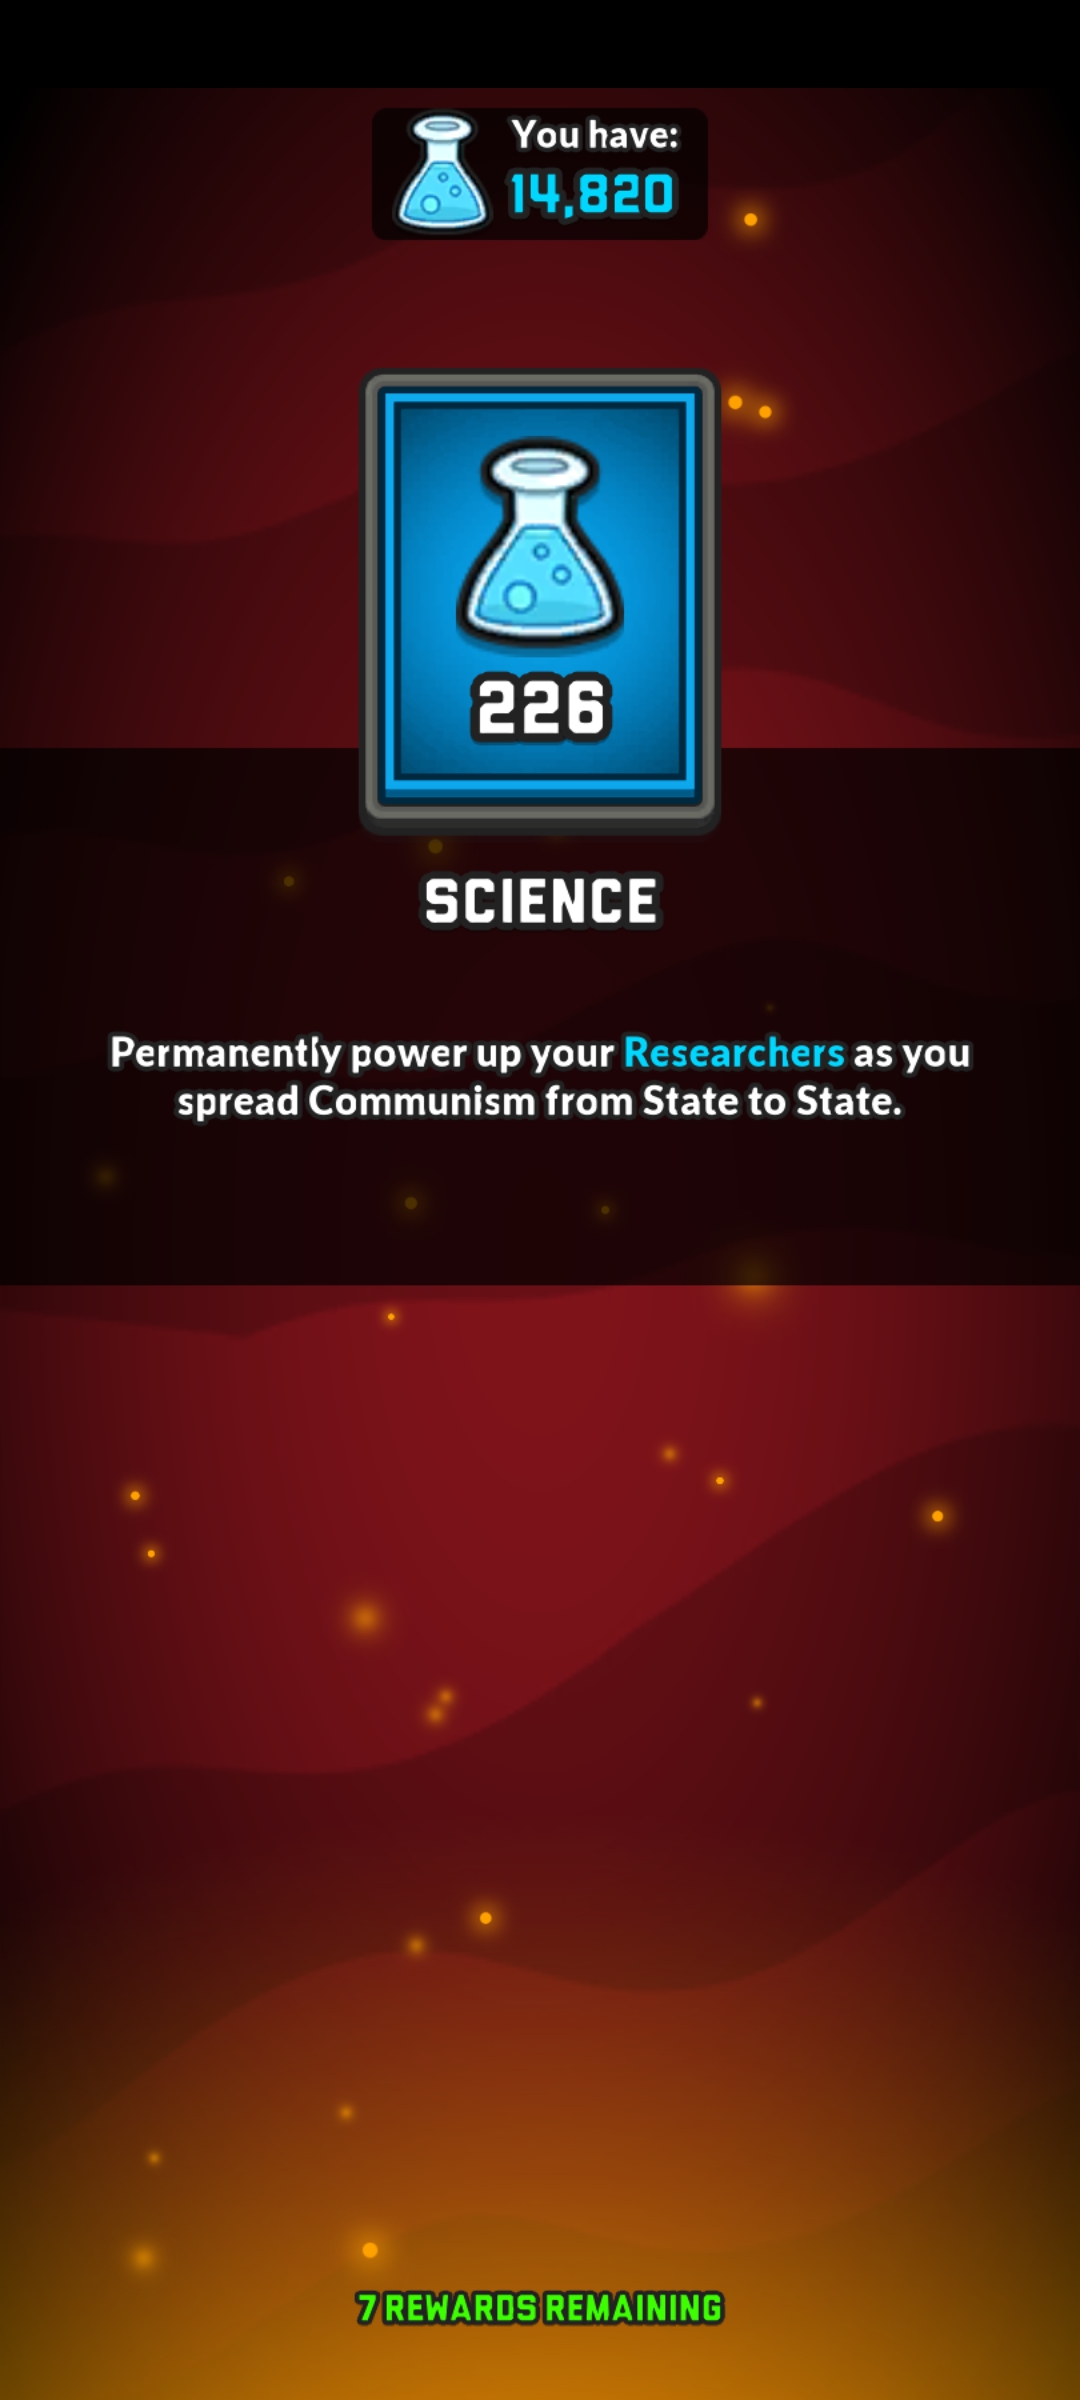 You have:
14,820
226
SCIENCE
Permanently power up your Researchers as you
spread Communism from State to State.
7 REWARDS REMAINING